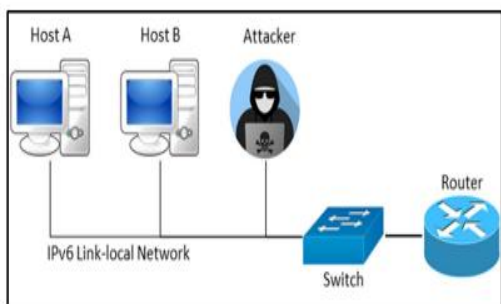 Host A
Host B
Attacker
Router
IPv6 Link-local Network
Switch